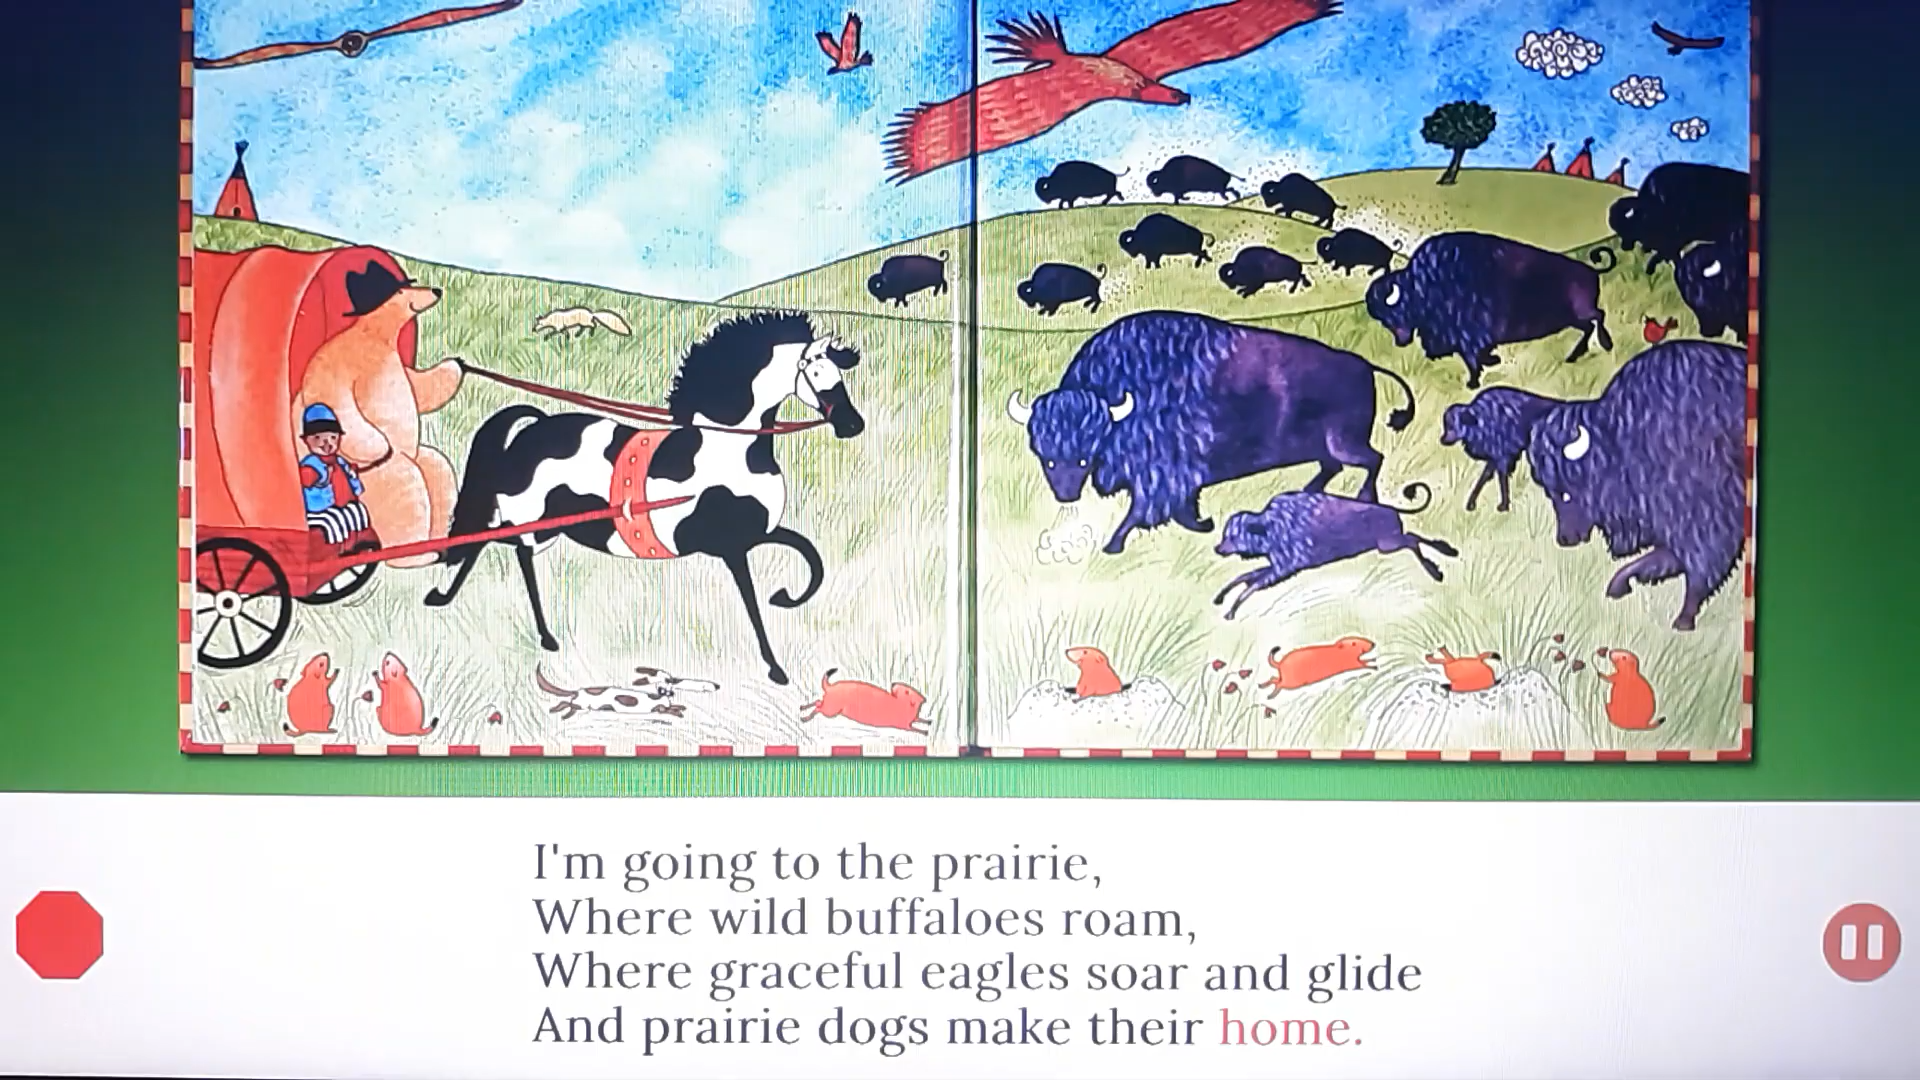 I'm going to the prairie,
Where wild buffaloes roam,
Where graceful eagles soar and glide
And prairie dogs make their home.